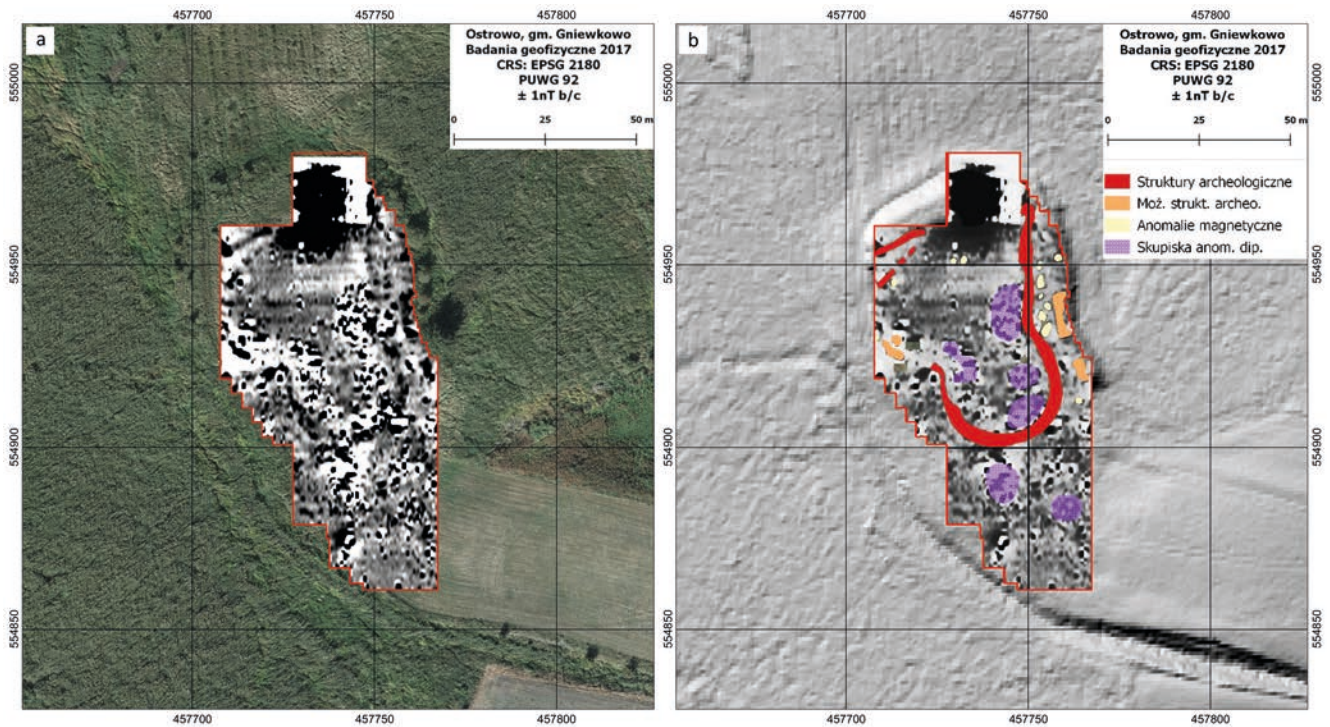 457700 457750 457800
a
Ostrowo, gm. Gniewkowo
Badania geofizyczne 2017
CRS: EPSG 2180
PUWG 92
± 1nT b/c
0 25 50 m
555000
554950
554900
554850
457700 457750 457800
457700 457750 457800
b
Ostrowo, gm. Gniewkowo
Badania geofizyczne 2017
CRS: EPSG 2180
PUWG 92
± 1nT b/c
0 25 50 m
Struktury archeologiczne
Moż. strukt. archeo.
Anomalie magnetyczne
Skupiska anom. dip.
555000
554950
554900
554850
457700 457750 457800